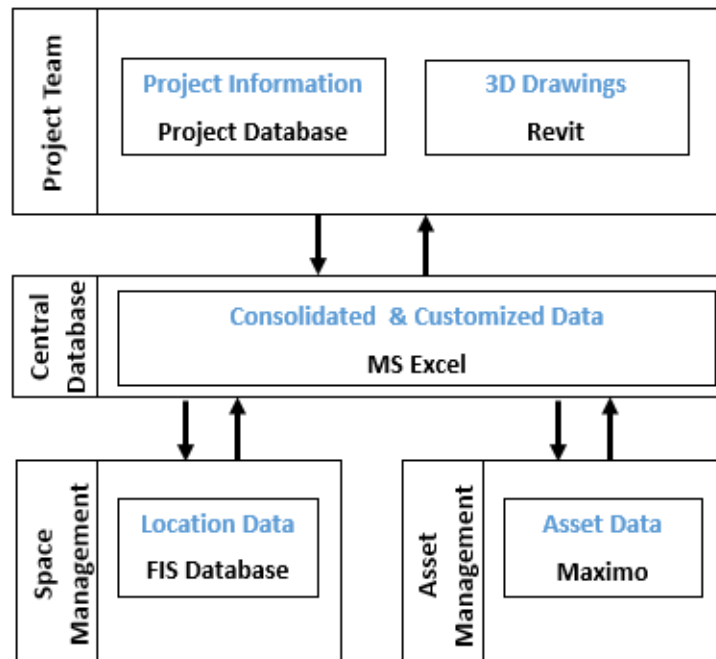 Project Team
Project Information
Project Database
3D Drawings
Revit
Central
Database
Consolidated & Customized Data
MS Excel
Space
Management
Location Data
FIS Database
Asset
Management
Asset Data
Maximo